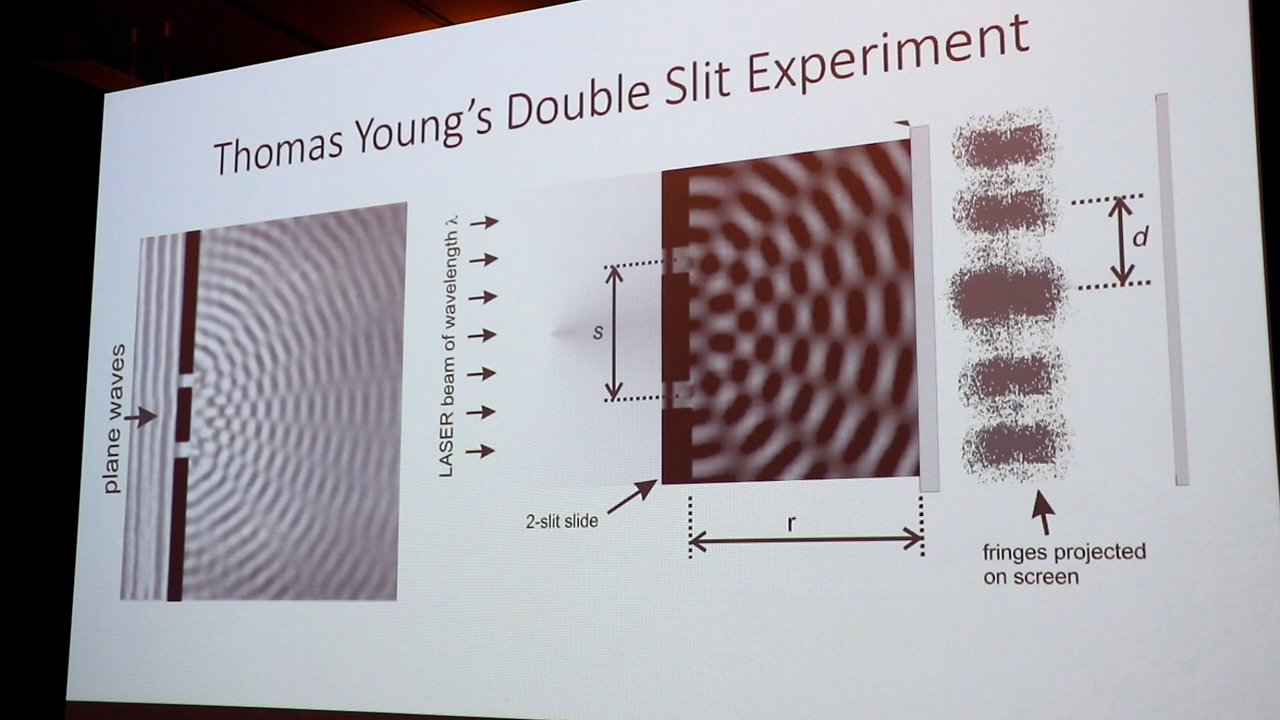 Thomas Young's Double Slit Experiment
plane waves
LASER beam of wavelength λ
s
2-slit slide
r
d
fringes projected
on screen